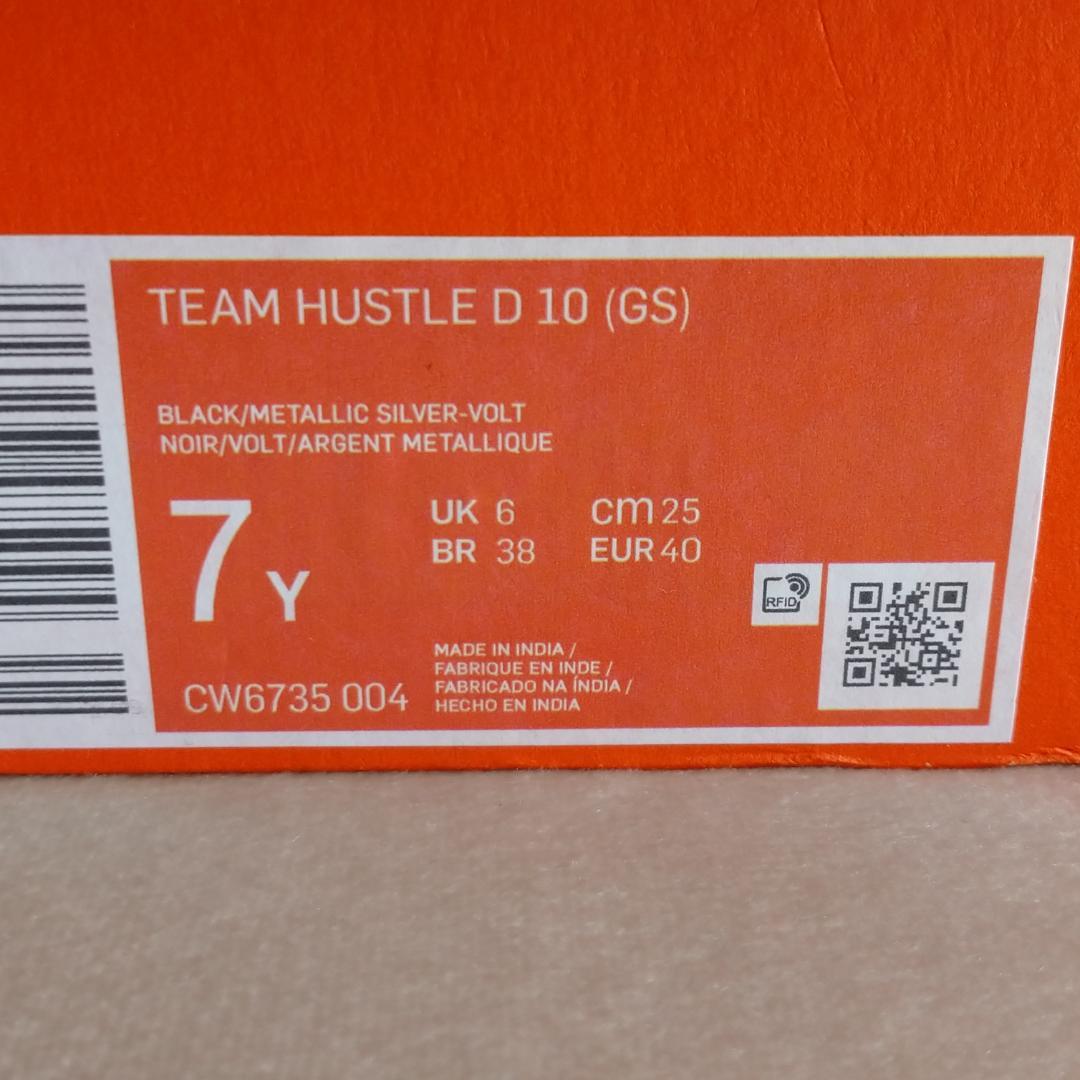 TEAM HUSTLE D 10 (GS)
BLACK/METALLIC SILVER-VOLT
NOIR/VOLT/ARGENT METALLIQUE
7 Y
UK 6 cm 25
BR 38 EUR 40
RFID
MADE IN INDIA /
FABRIQUE EN INDE /
FABRICADO NA ÍNDIA /
HECHO EN INDIA
CW6735 004